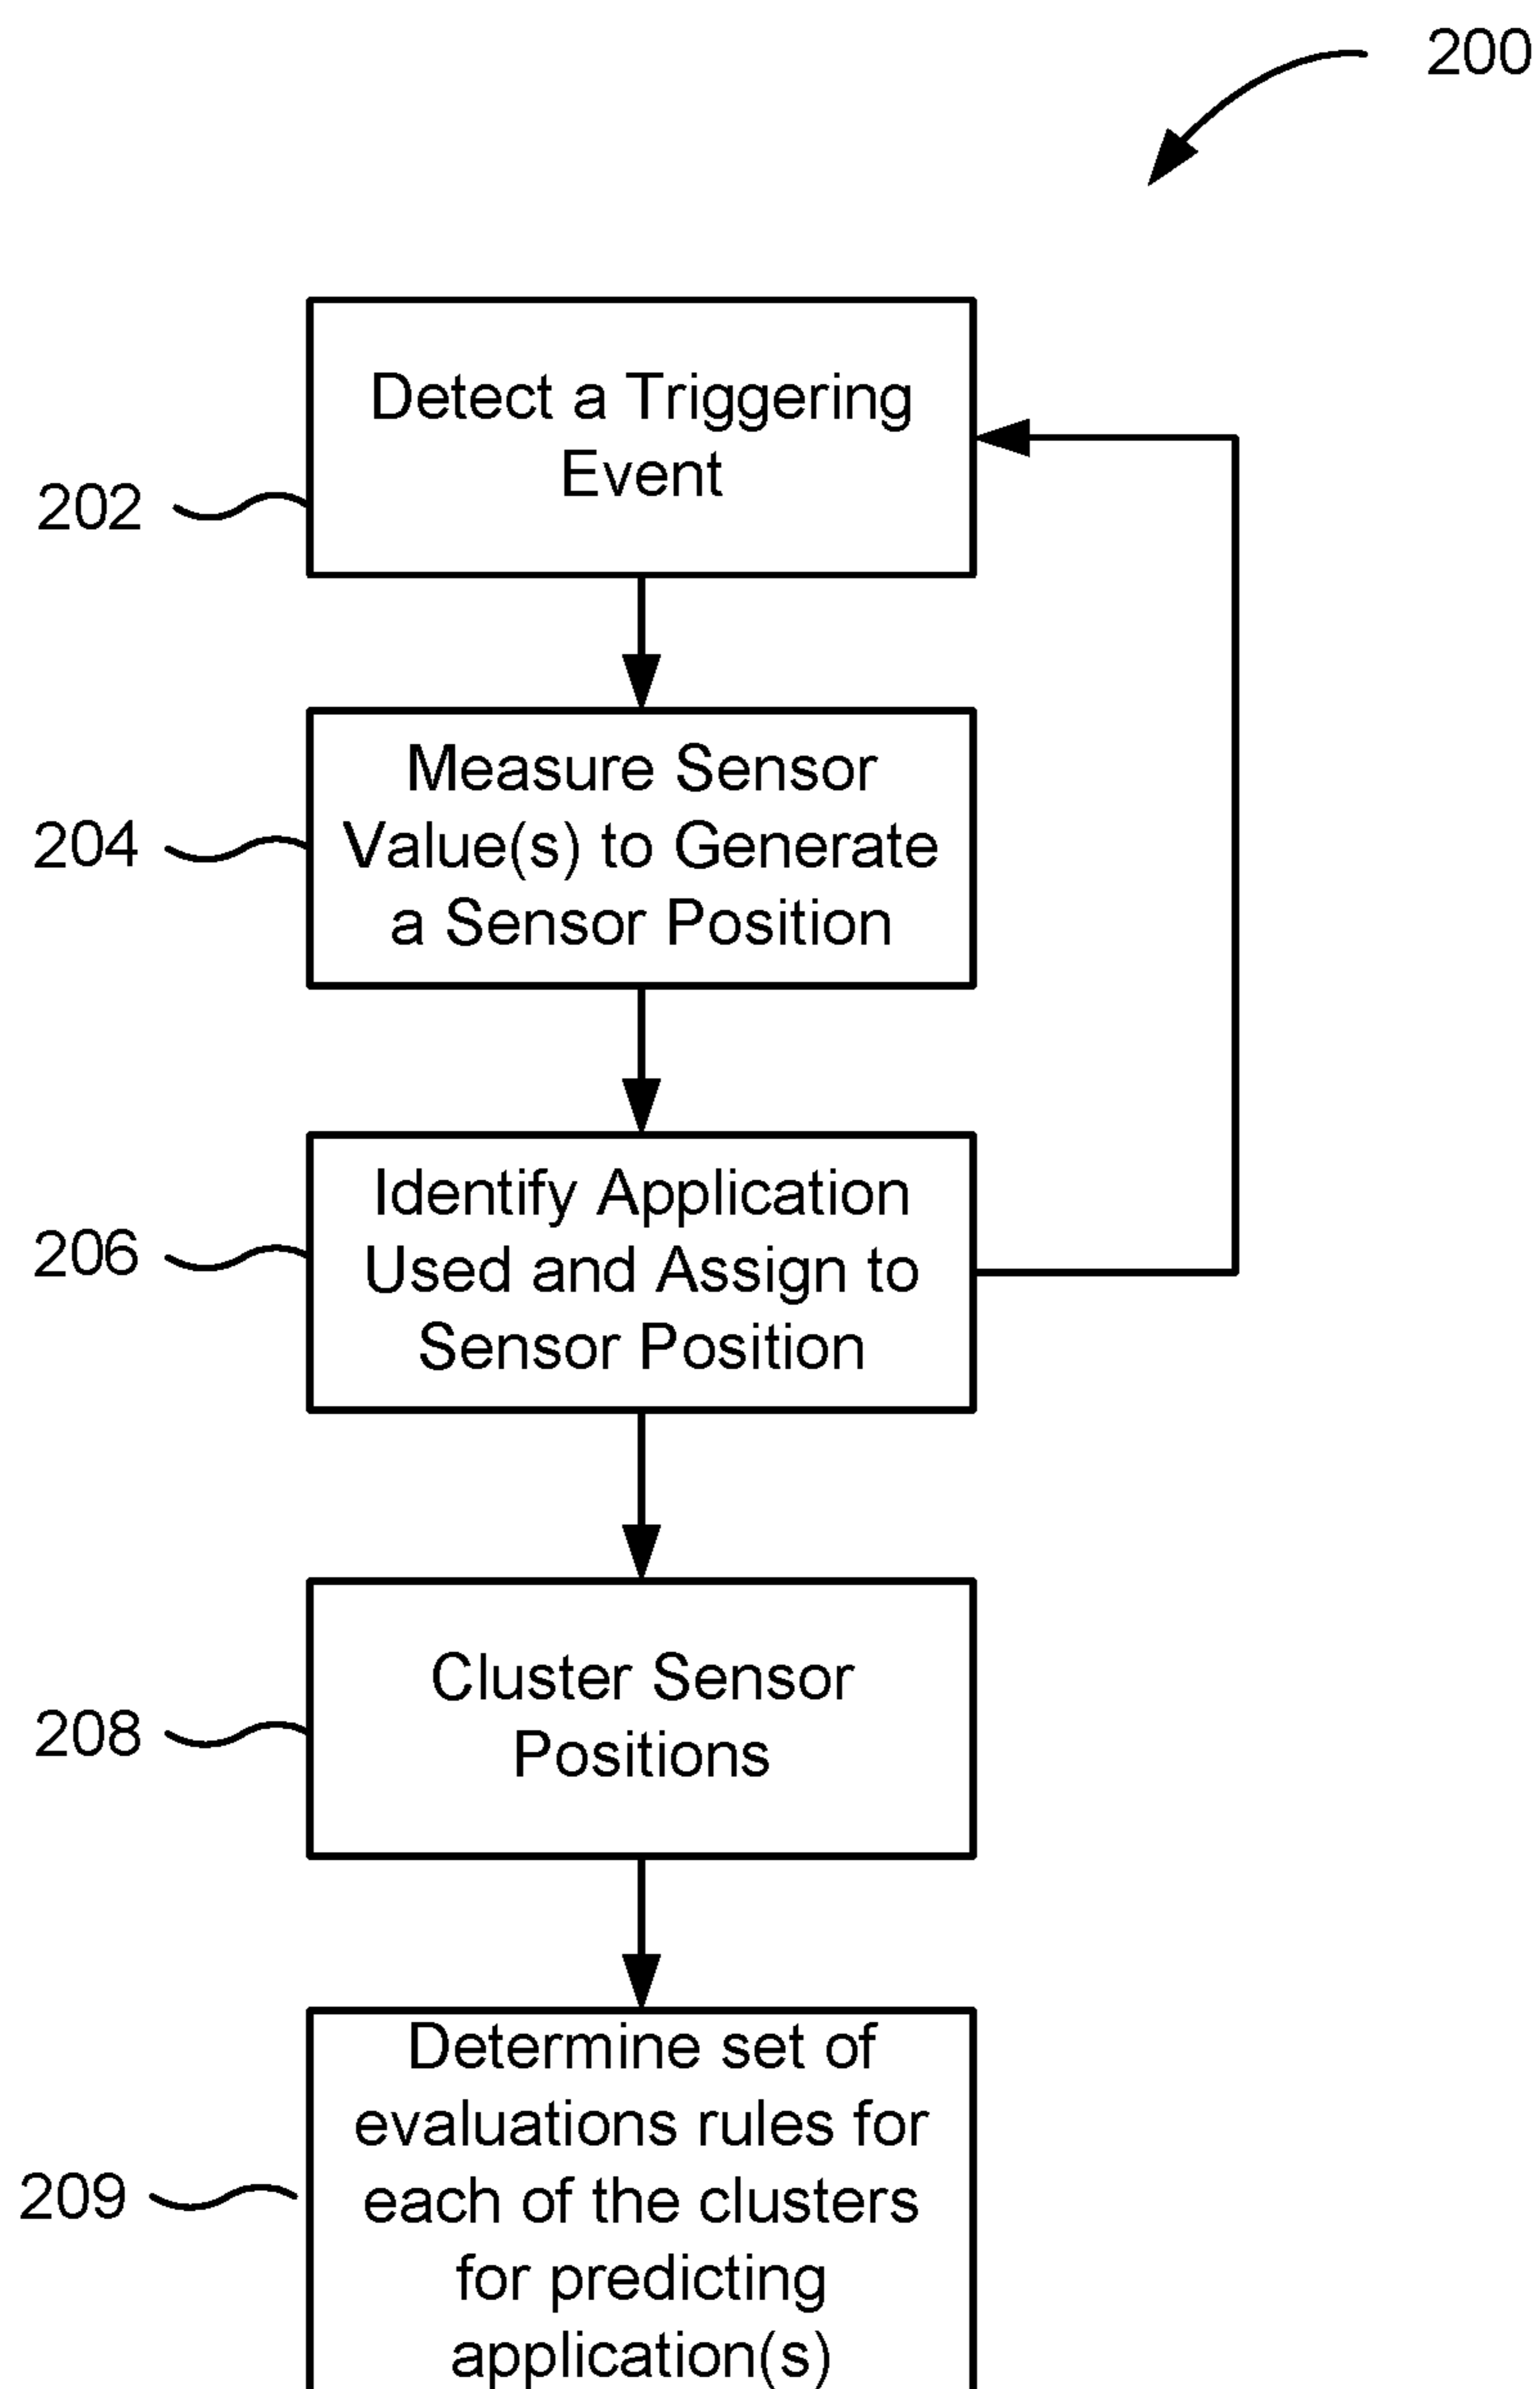 200
Detect a Triggering
Event
202
Measure Sensor
Value(s) to Generate
a Sensor Position
204
Identify Application
Used and Assign to
Sensor Position
206
Cluster Sensor
Positions
208
Determine set of
evaluations rules for
each of the clusters
for predicting
application(s)
209